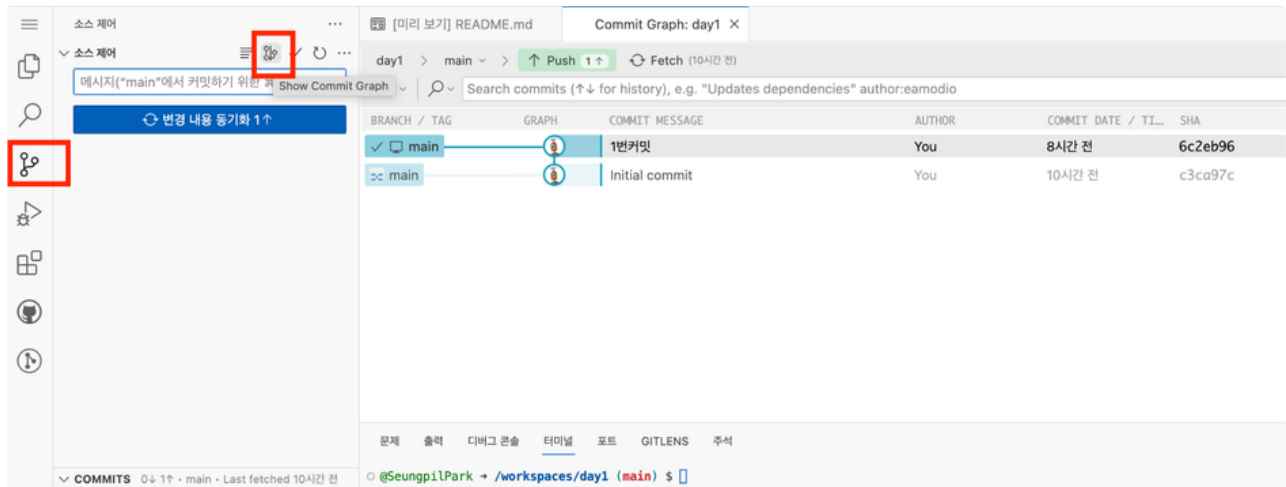 소스 제어
···
[미리 보기] README.md
Commit Graph: day1 ×
소스 제어
···
day1 > main > Push 1↑ Fetch (10시간 전)
메시지("main"에서 커밋하기 위한
Show Commit Graph
Search commits (↑↓ for history), e.g. "Updates dependencies" author:eamodio
변경 내용 동기화 1↑
BRANCH / TAG GRAPH COMMIT MESSAGE AUTHOR COMMIT DATE / TI... SHA
main 1번커밋 You 8시간 전 6c2eb96
main Initial commit You 10시간 전 c3ca97c
문제 출력 디버그 콘솔 터미널 포트 GITLENS 주석
COMMITS 0↓ 1↑ · main · Last fetched 10시간 전
@SeungpilPark → /workspaces/day1 (main) $